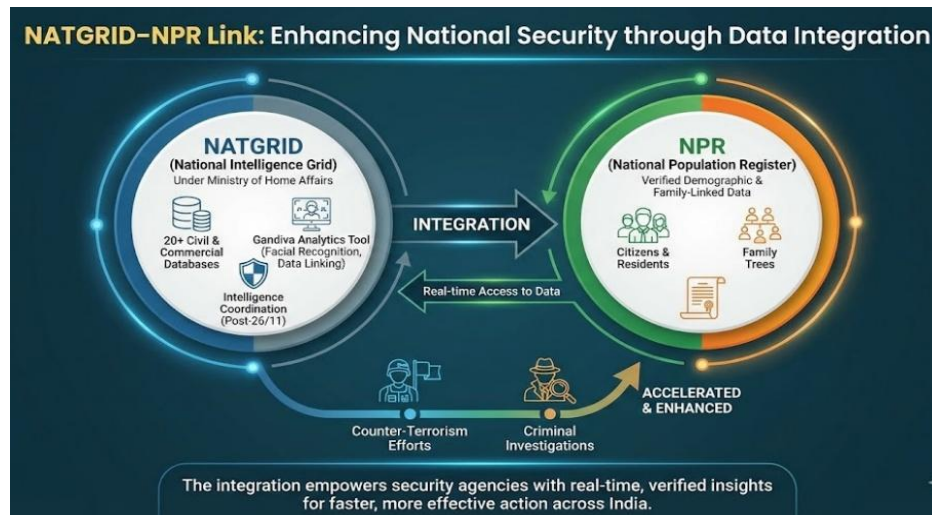 NATGRID–NPR Link: Enhancing National Security through Data Integration
NATGRID
(National Intelligence Grid)
Under Ministry of Home Affairs
20+ Civil &
Commercial
Databases
Gandiva Analytics Tool
(Facial Recognition,
Data Linking)
Intelligence
Coordination
(Post-26/11)
INTEGRATION
Real-time Access to Data
NPR
(National Population Register)
Verified Demographic &
Family-Linked Data
Citizens &
Residents
Family
Trees
Counter-Terrorism
Efforts
Criminal
Investigations
ACCELERATED
& ENHANCED
The integration empowers security agencies with real-time, verified insights
for faster, more effective action across India.